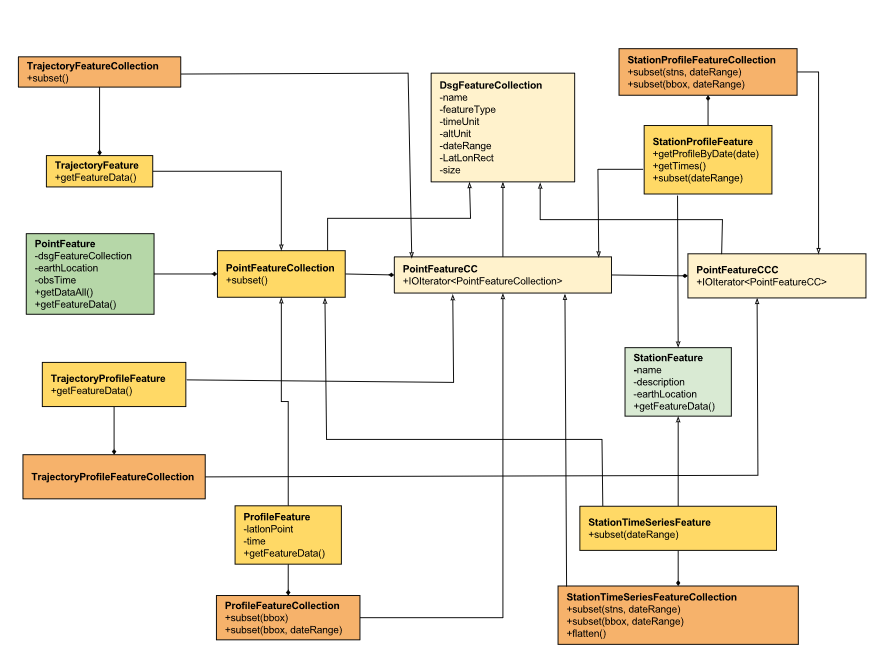 TrajectoryFeatureCollection
+subset()
StationProfileFeatureCollection
+subset(stns, dateRange)
+subset(bbox, dateRange)
DsgFeatureCollection
-name
-featureType
-timeUnit
-altUnit
-dateRange
-LatLonRect
-size
StationProfileFeature
+getProfileByDate(date)
+getTimes()
+subset(dateRange)
TrajectoryFeature
+getFeatureData()
PointFeature
-dsgFeatureCollection
-earthLocation
-obsTime
+getDataAll()
+getFeatureData()
PointFeatureCollection
+subset()
PointFeatureCC
+IOIterator<PointFeatureCollection>
PointFeatureCCC
+IOIterator<PointFeatureCC>
StationFeature
-name
-description
-earthLocation
+getFeatureData()
TrajectoryProfileFeature
+getFeatureData()
TrajectoryProfileFeatureCollection
ProfileFeature
-latlonPoint
-time
+getFeatureData()
StationTimeSeriesFeature
+subset(dateRange)
ProfileFeatureCollection
+subset(bbox)
+subset(bbox, dateRange)
StationTimeSeriesFeatureCollection
+subset(stns, dateRange)
+subset(bbox, dateRange)
+flatten()